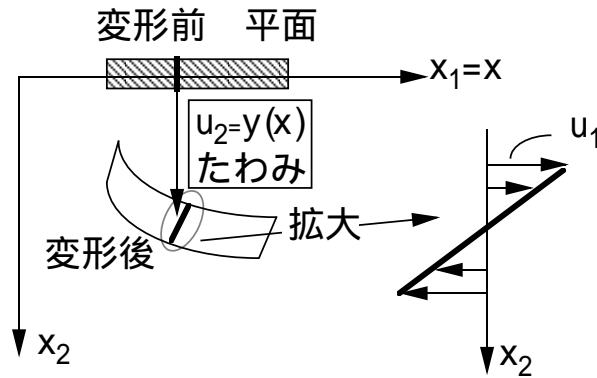 変形前 平面
x₁=x
u₂=y(x)
たわみ
u₁
拡大
変形後
x₂
x₂